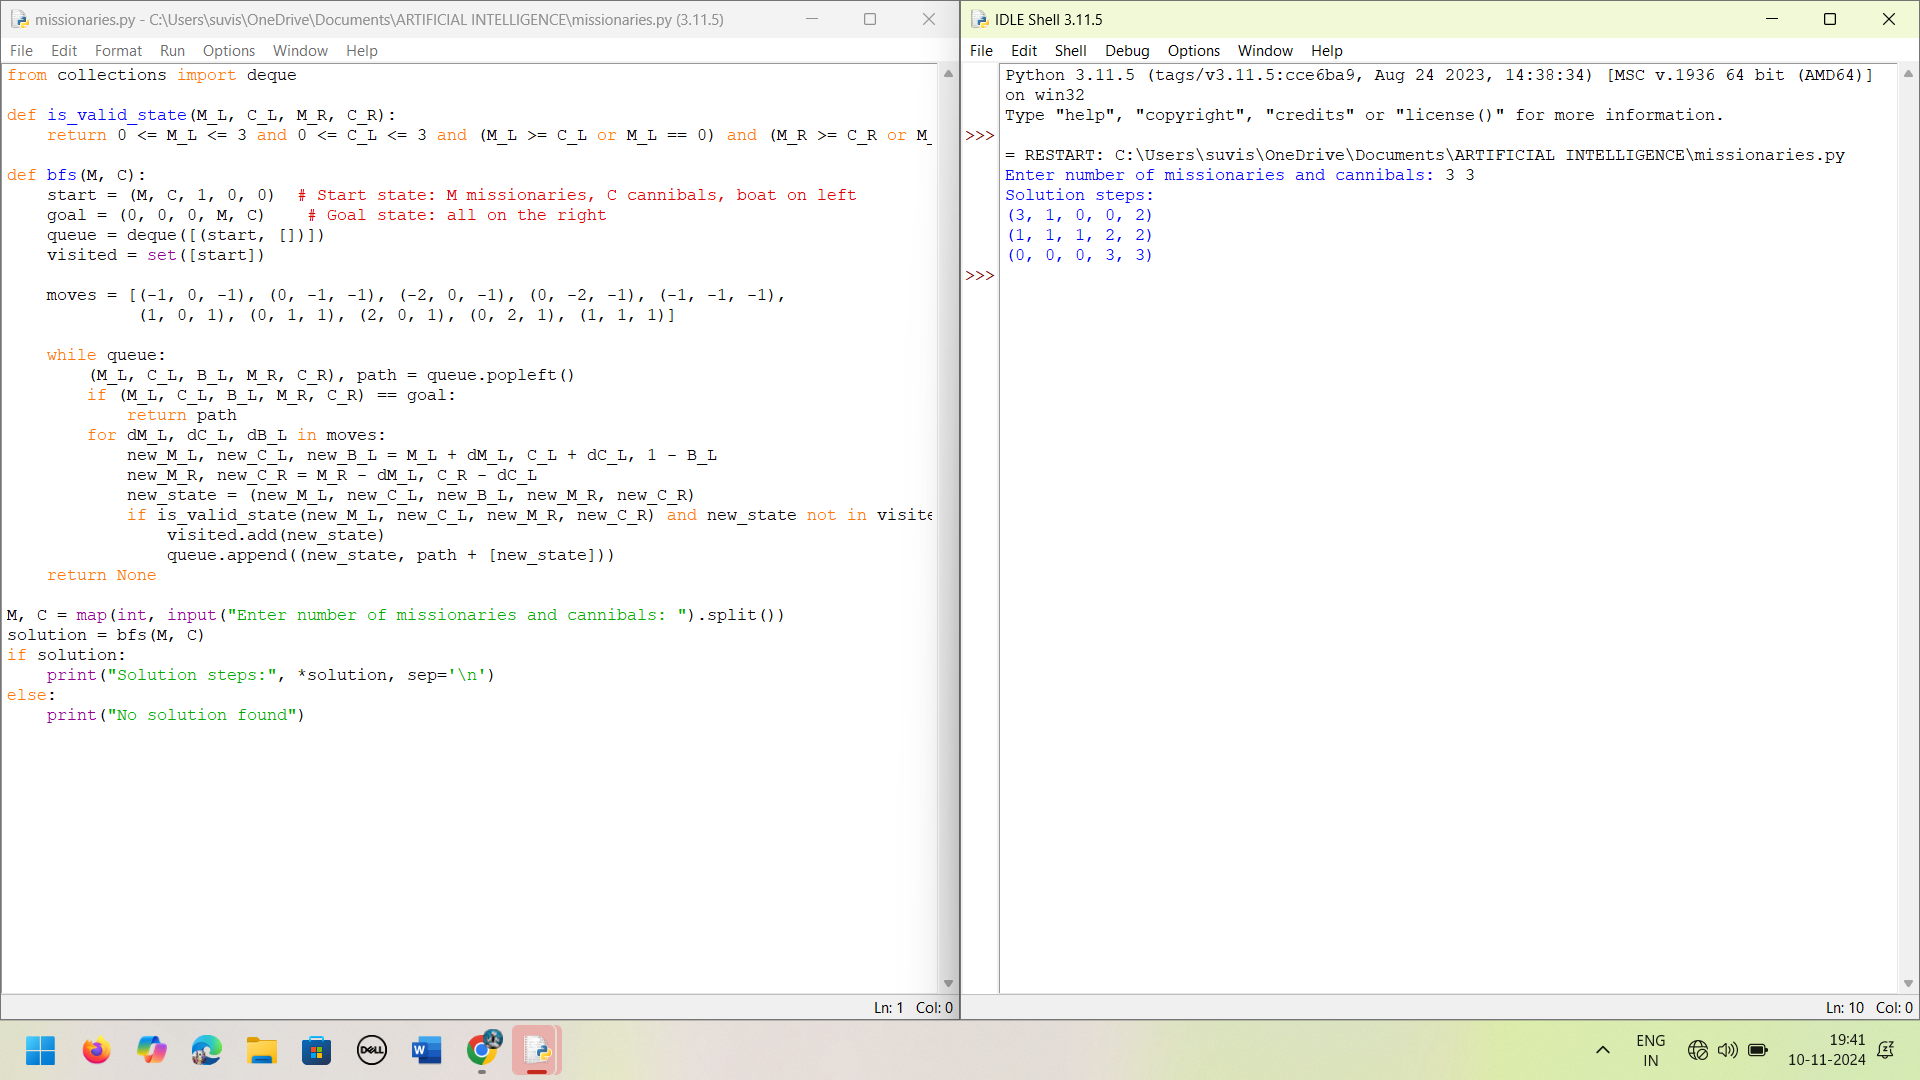 missionaries.py - C:\Users\suvis\OneDrive\Documents\ARTIFICIAL INTELLIGENCE\missionaries.py (3.11.5)
File Edit Format Run Options Window Help
from collections import deque
def is_valid_state(M_L, C_L, M_R, C_R):
    return 0 <= M_L <= 3 and 0 <= C_L <= 3 and (M_L >= C_L or M_L == 0) and (M_R >= C_R or M_
def bfs(M, C):
    start = (M, C, 1, 0, 0)  # Start state: M missionaries, C cannibals, boat on left
    goal = (0, 0, 0, M, C)    # Goal state: all on the right
    queue = deque([(start, [])])
    visited = set([start])
    moves = [(-1, 0, -1), (0, -1, -1), (-2, 0, -1), (0, -2, -1), (-1, -1, -1),
             (1, 0, 1), (0, 1, 1), (2, 0, 1), (0, 2, 1), (1, 1, 1)]
    while queue:
        (M_L, C_L, B_L, M_R, C_R), path = queue.popleft()
        if (M_L, C_L, B_L, M_R, C_R) == goal:
            return path
        for dM_L, dC_L, dB_L in moves:
            new_M_L, new_C_L, new_B_L = M_L + dM_L, C_L + dC_L, 1 - B_L
            new_M_R, new_C_R = M_R - dM_L, C_R - dC_L
            new_state = (new_M_L, new_C_L, new_B_L, new_M_R, new_C_R)
            if is_valid_state(new_M_L, new_C_L, new_M_R, new_C_R) and new_state not in visite
                visited.add(new_state)
                queue.append((new_state, path + [new_state]))
    return None
M, C = map(int, input("Enter number of missionaries and cannibals: ").split())
solution = bfs(M, C)
if solution:
    print("Solution steps:", *solution, sep='\n')
else:
    print("No solution found")
Ln: 1 Col: 0
IDLE Shell 3.11.5
File Edit Shell Debug Options Window Help
Python 3.11.5 (tags/v3.11.5:cce6ba9, Aug 24 2023, 14:38:34) [MSC v.1936 64 bit (AMD64)]
on win32
Type "help", "copyright", "credits" or "license()" for more information.
>>>
= RESTART: C:\Users\suvis\OneDrive\Documents\ARTIFICIAL INTELLIGENCE\missionaries.py
Enter number of missionaries and cannibals: 3 3
Solution steps:
(3, 1, 0, 0, 2)
(1, 1, 1, 2, 2)
(0, 0, 0, 3, 3)
>>>
Ln: 10 Col: 0
DELL
W
ENG
IN
19:41
10-11-2024